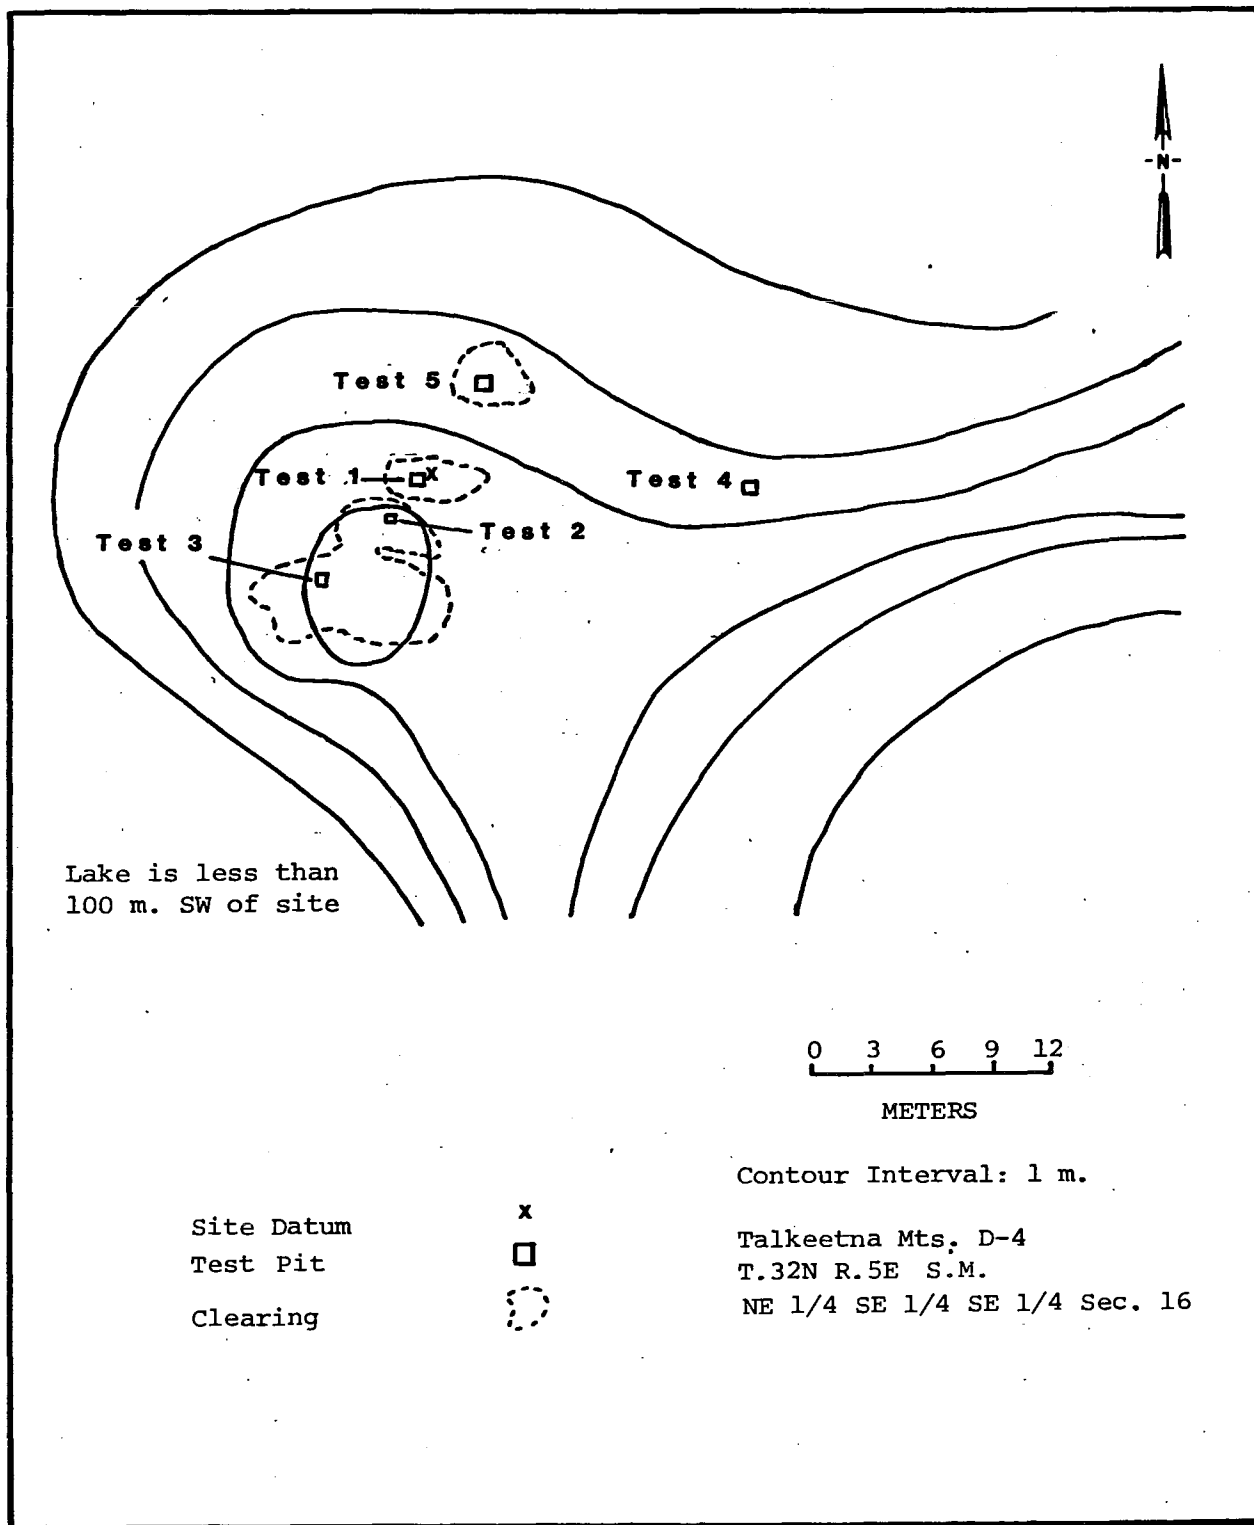 -N-
Test 5
Test 1
x
Test 4
Test 2
Test 3
Lake is less than
100 m. SW of site
0 3 6 9 12
METERS
Contour Interval: 1 m.
Site Datum x
Test Pit
Clearing
Talkeetna Mts. D-4
T.32N R.5E S.M.
NE 1/4 SE 1/4 SE 1/4 Sec. 16